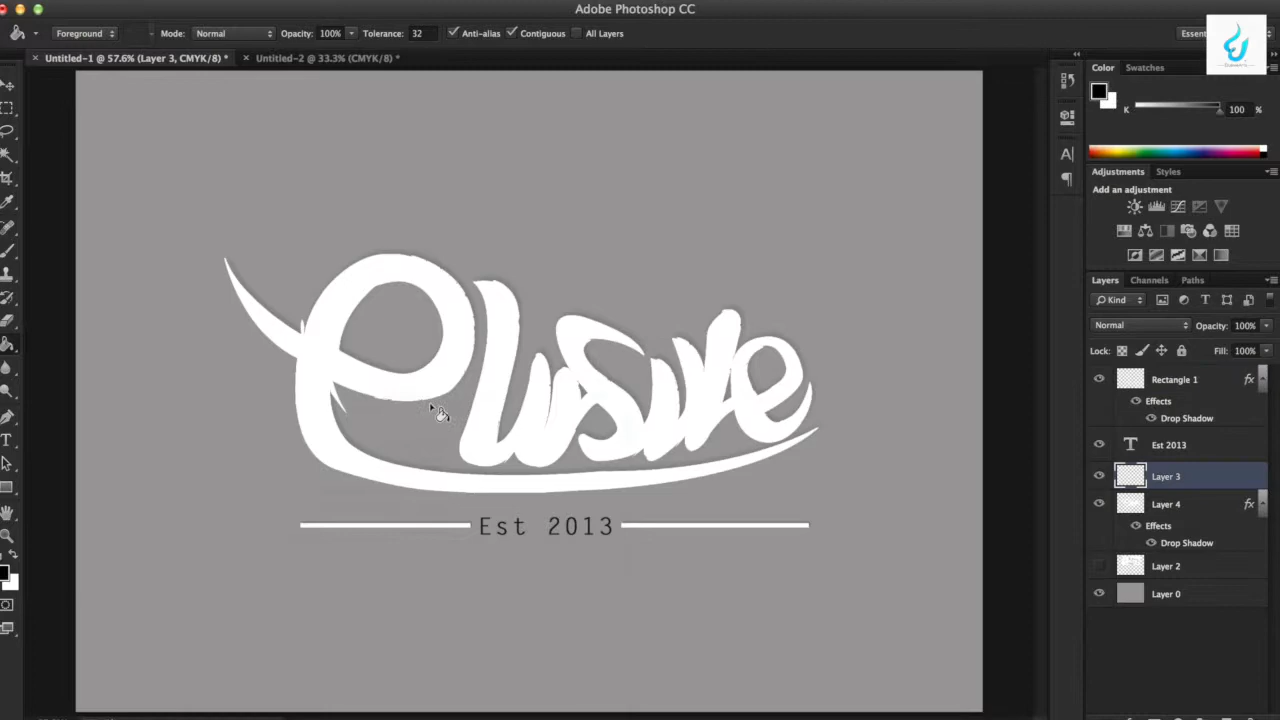 Adobe Photoshop CC
Foreground Mode: Normal Opacity: 100% Tolerance: 32 Anti-alias Contiguous All Layers
Untitled-1 @ 57.6% (Layer 3, CMYK/8) * Untitled-2 @ 33.3% (CMYK/8) *
Color Swatches
K 100 %
Adjustments Styles
Add an adjustment
Layers Channels Paths
Kind
Normal Opacity: 100%
Lock: Fill: 100%
Rectangle 1 fx
Effects
Drop Shadow
Est 2013
Layer 3
Layer 4 fx
Effects
Drop Shadow
Layer 2
Layer 0
Elusive
Est 2013